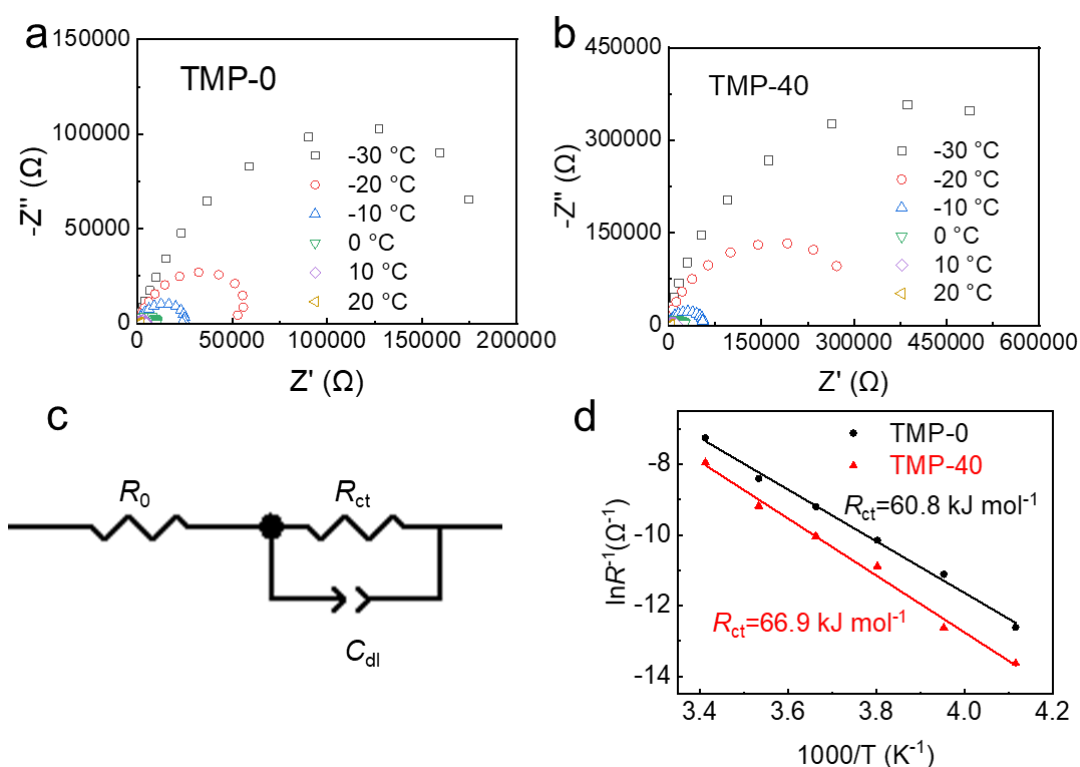 a
150000
100000
50000
0
-Z" (Ω)
TMP-0
-30 °C
-20 °C
-10 °C
0 °C
10 °C
20 °C
0 50000 100000 150000 200000
Z' (Ω)
b
450000
300000
150000
0
-Z" (Ω)
TMP-40
-30 °C
-20 °C
-10 °C
0 °C
10 °C
20 °C
0 150000 300000 450000 600000
Z' (Ω)
c
R0
Rct
Cdl
d
-8
-10
-12
-14
lnR-1(Ω-1)
TMP-0
TMP-40
Rct=60.8 kJ mol-1
Rct=66.9 kJ mol-1
3.4 3.6 3.8 4.0 4.2
1000/T (K-1)